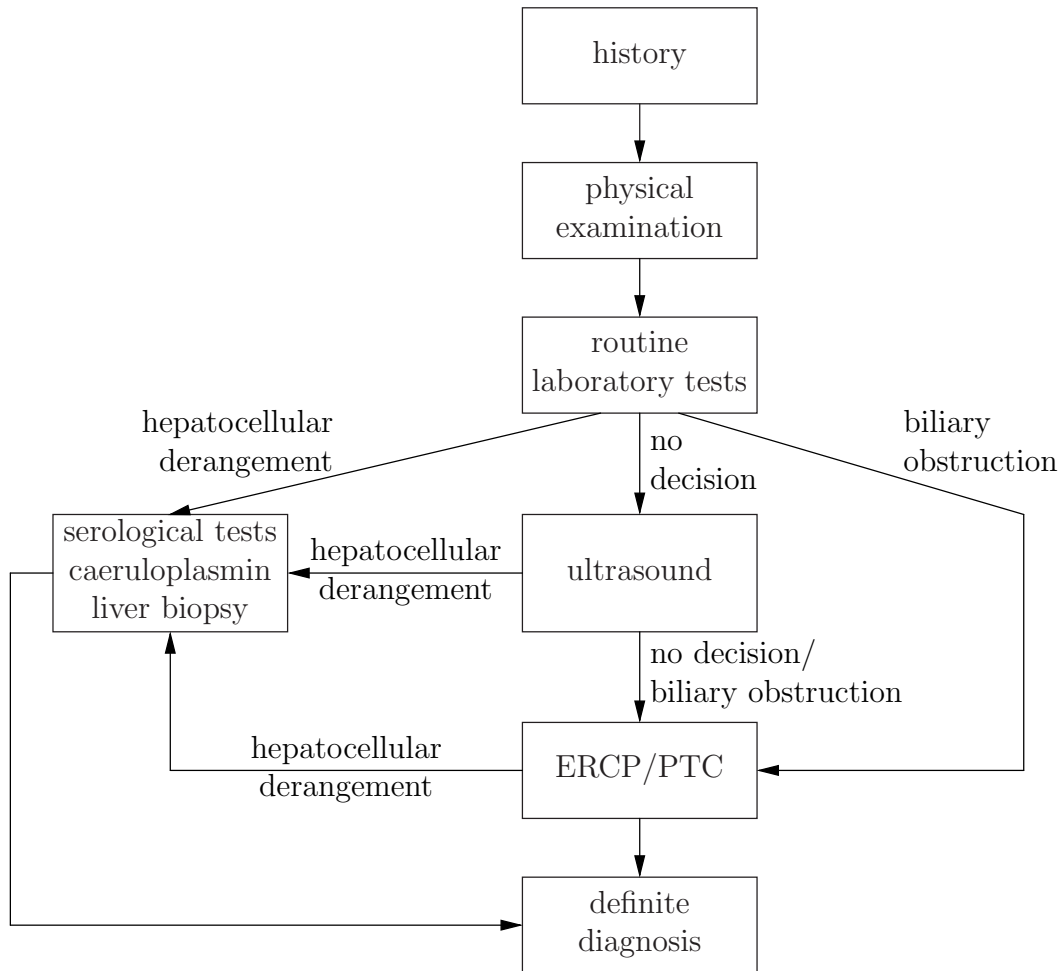 history
physical
examination
routine
laboratory tests
hepatocellular
derangement
no
decision
biliary
obstruction
serological tests
caeruloplasmin
liver biopsy
hepatocellular
derangement
ultrasound
no decision/
biliary obstruction
hepatocellular
derangement
ERCP/PTC
definite
diagnosis